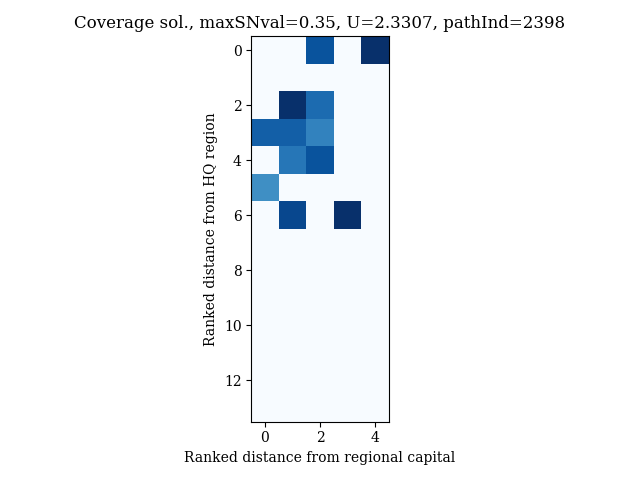 Coverage sol., maxSNval=0.35, U=2.3307, pathInd=2398
Ranked distance from HQ region
0
2
4
6
8
10
12
0 2 4
Ranked distance from regional capital